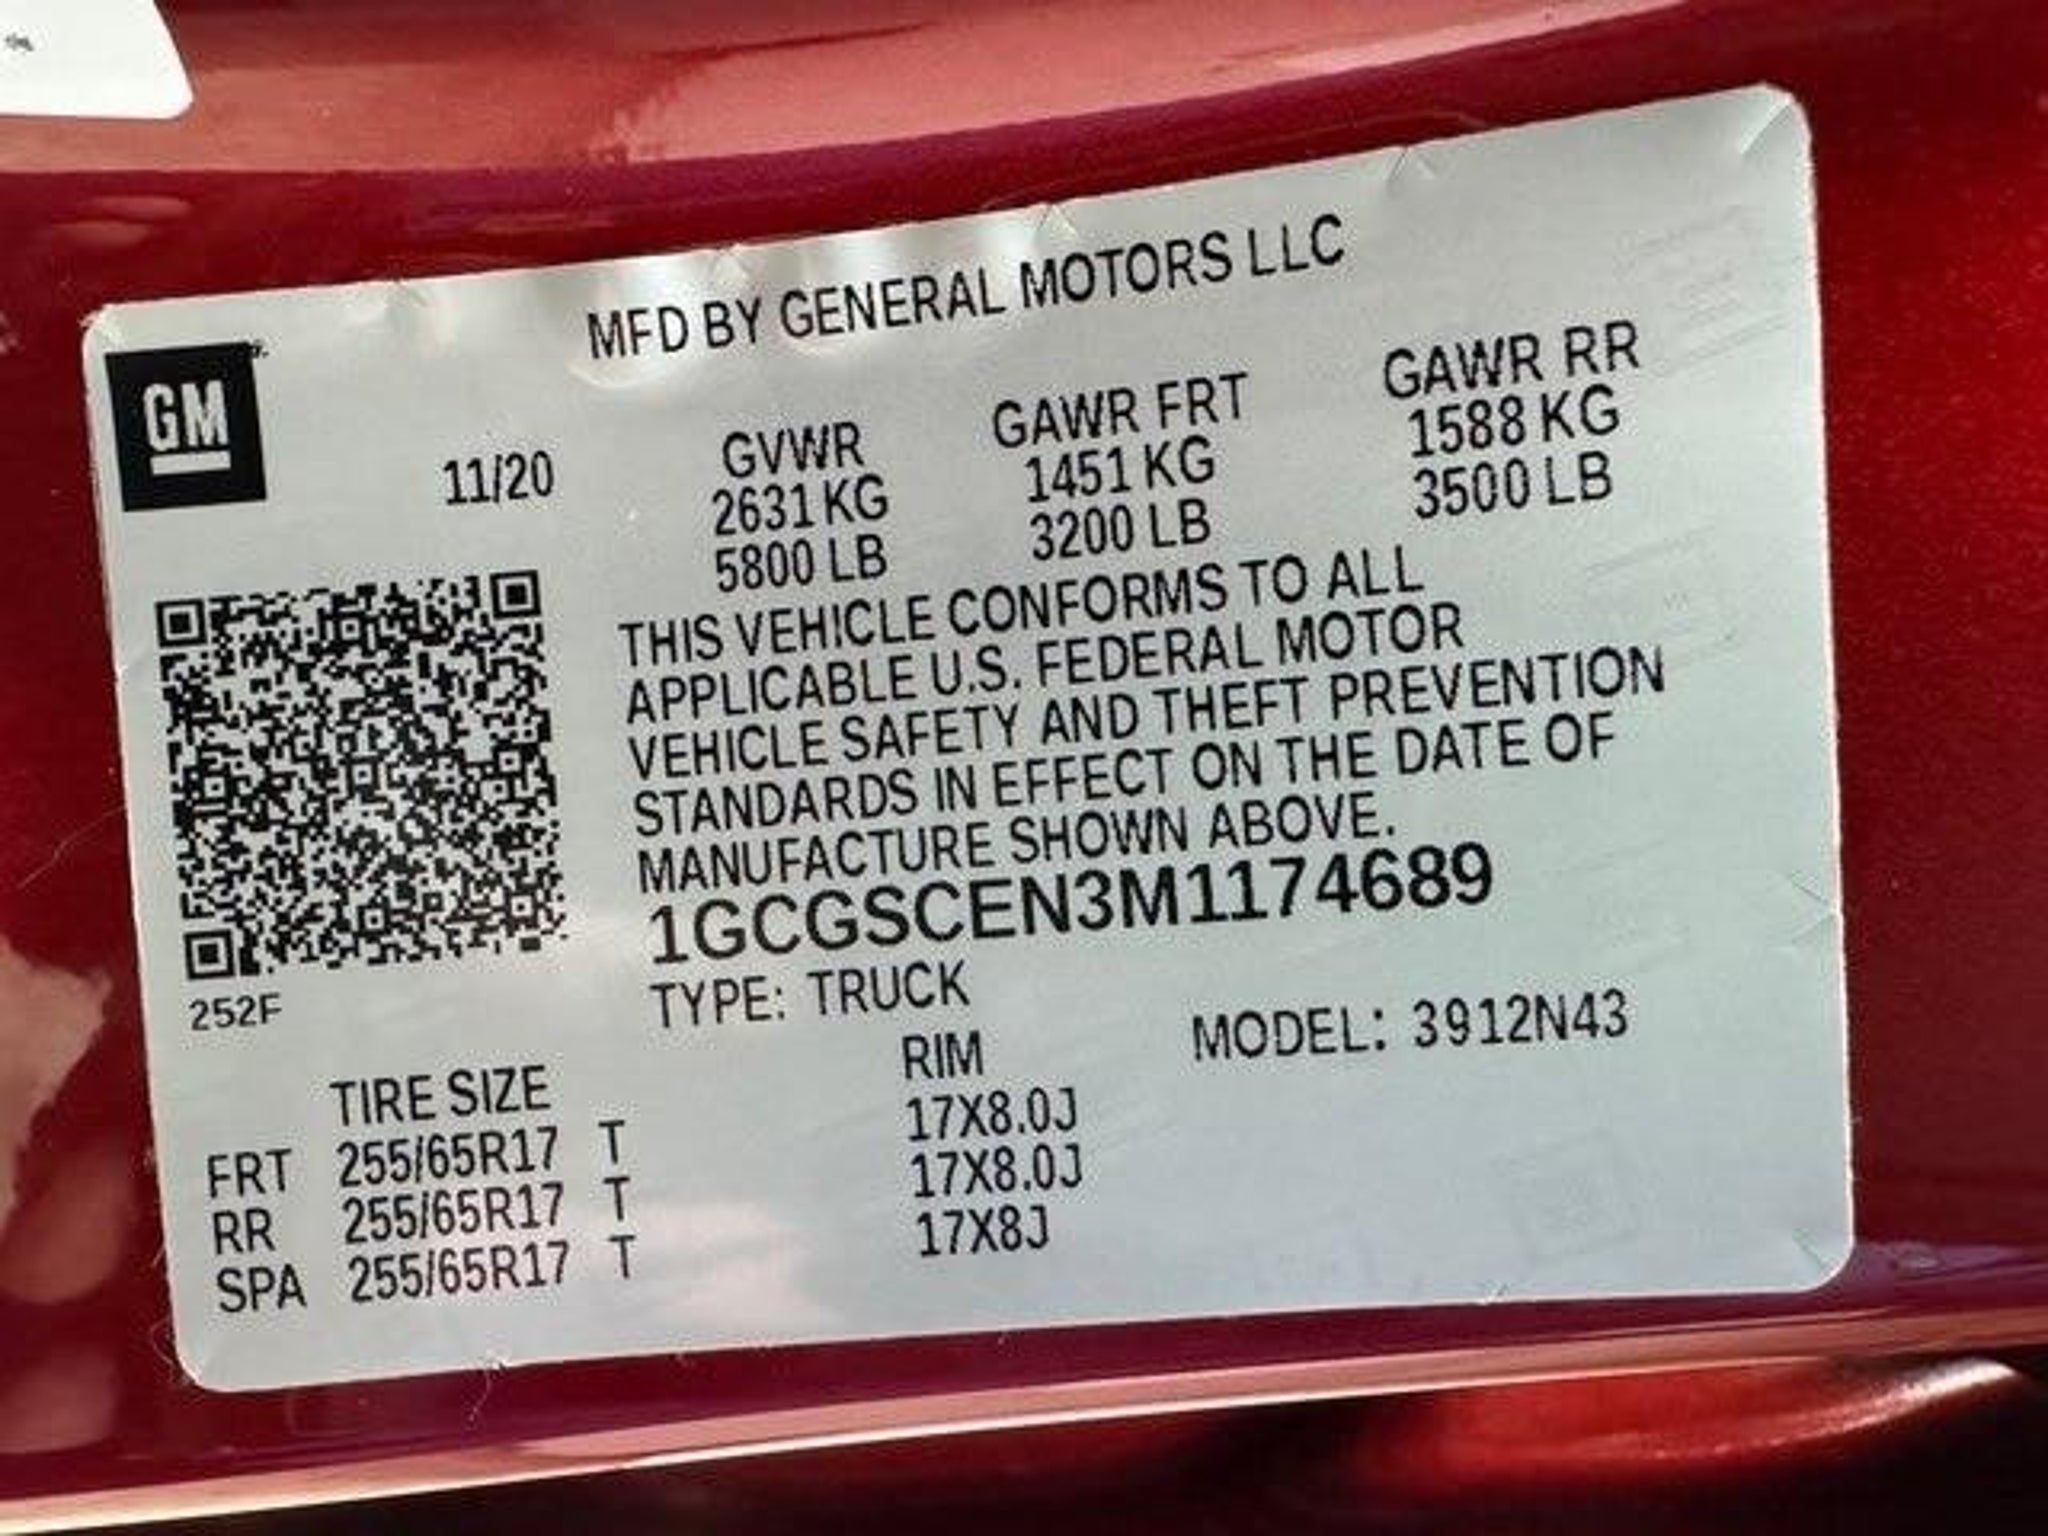 MFD BY GENERAL MOTORS LLC
GM
11/20
GVWR GAWR FRT GAWR RR
2631 KG 1451 KG 1588 KG
5800 LB 3200 LB 3500 LB
THIS VEHICLE CONFORMS TO ALL
APPLICABLE U.S. FEDERAL MOTOR
VEHICLE SAFETY AND THEFT PREVENTION
STANDARDS IN EFFECT ON THE DATE OF
MANUFACTURE SHOWN ABOVE.
1GCGSCEN3M1174689
252F
TYPE: TRUCK MODEL: 3912N43
TIRE SIZE RIM
FRT 255/65R17 T 17X8.0J
RR 255/65R17 T 17X8.0J
SPA 255/65R17 T 17X8J